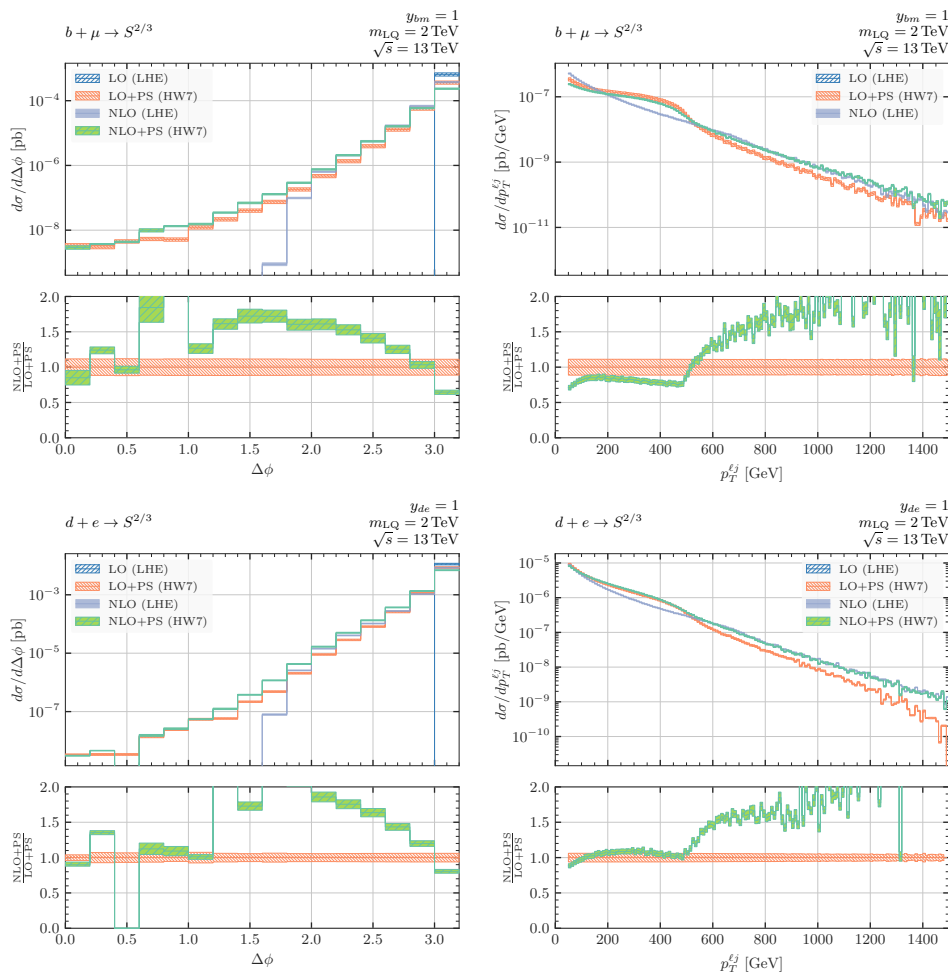 b + μ → S^{2/3}
y_{bm} = 1
m_{LQ} = 2 TeV
√s = 13 TeV
LO (LHE)
LO+PS (HW7)
NLO (LHE)
NLO+PS (HW7)
dσ/dΔϕ [pb]
10^{−4}
10^{−6}
10^{−8}
NLO+PS
LO+PS
2.0
1.5
1.0
0.5
0.0
0.0 0.5 1.0 1.5 2.0 2.5 3.0
Δϕ
b + μ → S^{2/3}
y_{bm} = 1
m_{LQ} = 2 TeV
√s = 13 TeV
LO (LHE)
LO+PS (HW7)
NLO (LHE)
dσ/dp_T^{ℓj} [pb/GeV]
10^{−7}
10^{−9}
10^{−11}
NLO+PS
LO+PS
2.0
1.5
1.0
0.5
0.0
0 200 400 600 800 1000 1200 1400
p_T^{ℓj} [GeV]
d + e → S^{2/3}
y_{de} = 1
m_{LQ} = 2 TeV
√s = 13 TeV
LO (LHE)
LO+PS (HW7)
NLO (LHE)
NLO+PS (HW7)
dσ/dΔϕ [pb]
10^{−3}
10^{−5}
10^{−7}
NLO+PS
LO+PS
2.0
1.5
1.0
0.5
0.0
0.0 0.5 1.0 1.5 2.0 2.5 3.0
Δϕ
d + e → S^{2/3}
y_{de} = 1
m_{LQ} = 2 TeV
√s = 13 TeV
LO (LHE)
LO+PS (HW7)
NLO (LHE)
NLO+PS (HW7)
dσ/dp_T^{ℓj} [pb/GeV]
10^{−5}
10^{−6}
10^{−7}
10^{−8}
10^{−9}
10^{−10}
NLO+PS
LO+PS
2.0
1.5
1.0
0.5
0.0
0 200 400 600 800 1000 1200 1400
p_T^{ℓj} [GeV]